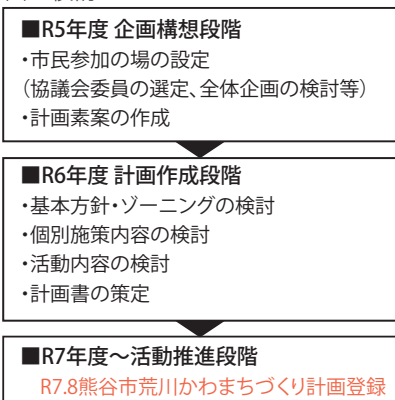 ■R5年度 企画構想段階
・市民参加の場の設定
(協議会委員の選定、全体企画の検討等)
・計画素案の作成
■R6年度 計画作成段階
・基本方針・ゾーニングの検討
・個別施策内容の検討
・活動内容の検討
・計画書の策定
■R7年度～活動推進段階
R7.8熊谷市荒川かわまちづくり計画登録